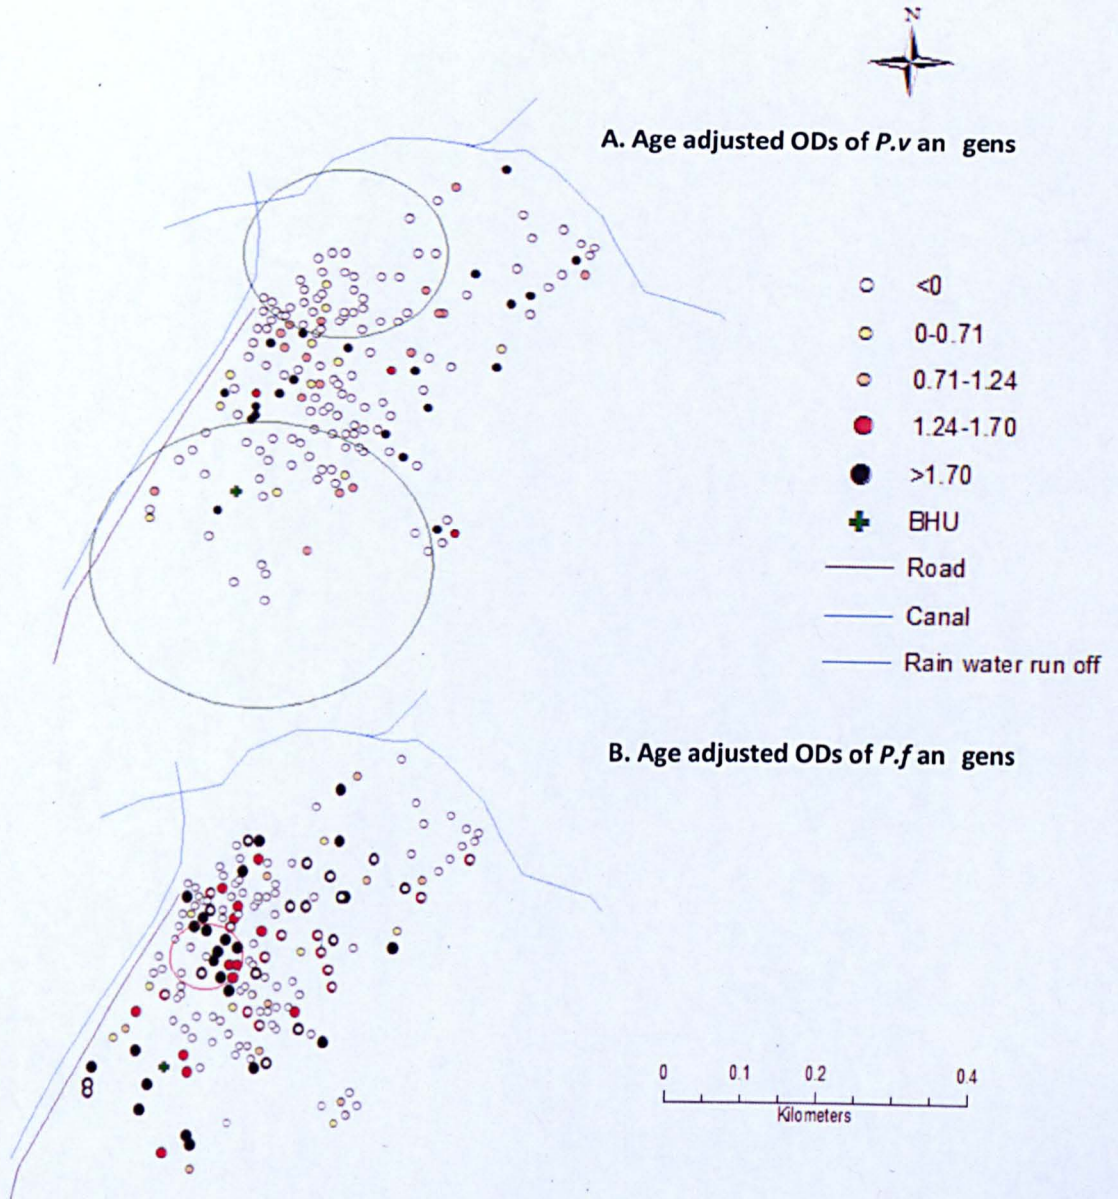 N
A. Age adjusted ODs of P.v an gens
<0
0-0.71
0.71-1.24
1.24-1.70
>1.70
BHU
Road
Canal
Rain water run off
B. Age adjusted ODs of P.f an gens
0 0.1 0.2 0.4
Kilometers